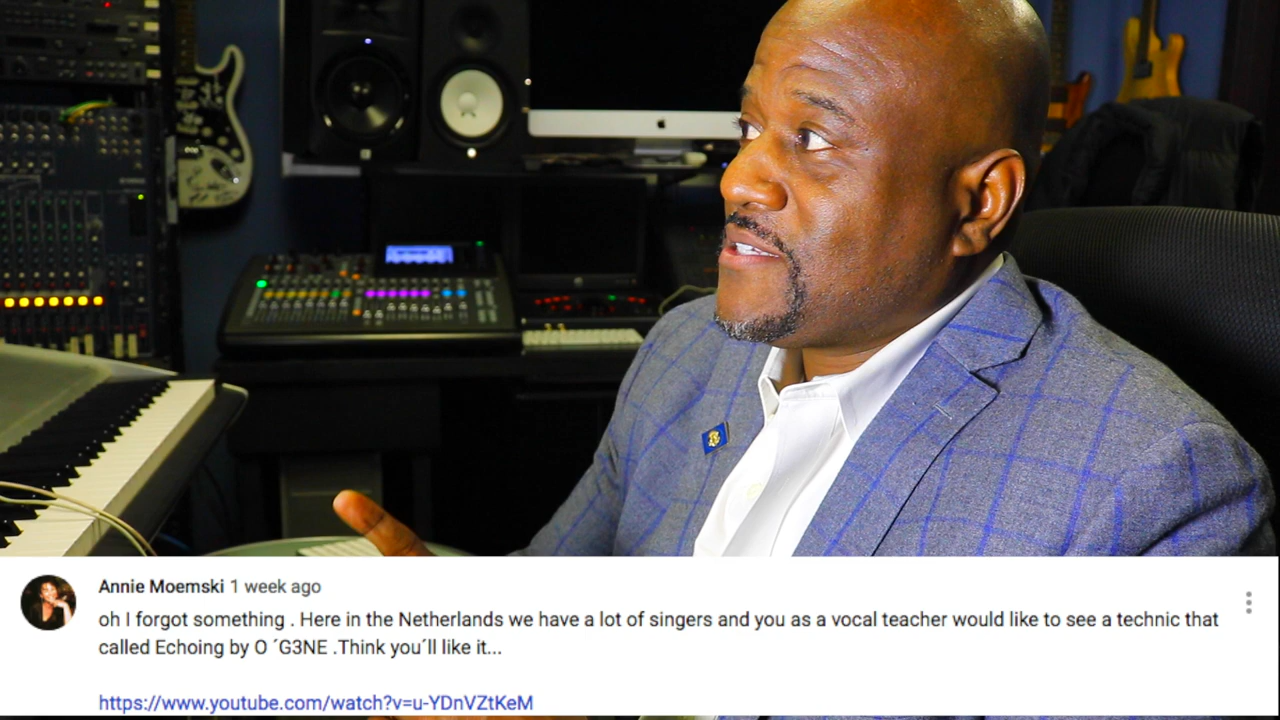 Annie Moemski 1 week ago
oh I forgot something . Here in the Netherlands we have a lot of singers and you as a vocal teacher would like to see a technic that
called Echoing by O ´G3NE .Think you´ll like it...
https://www.youtube.com/watch?v=u-YDnVZtKeM